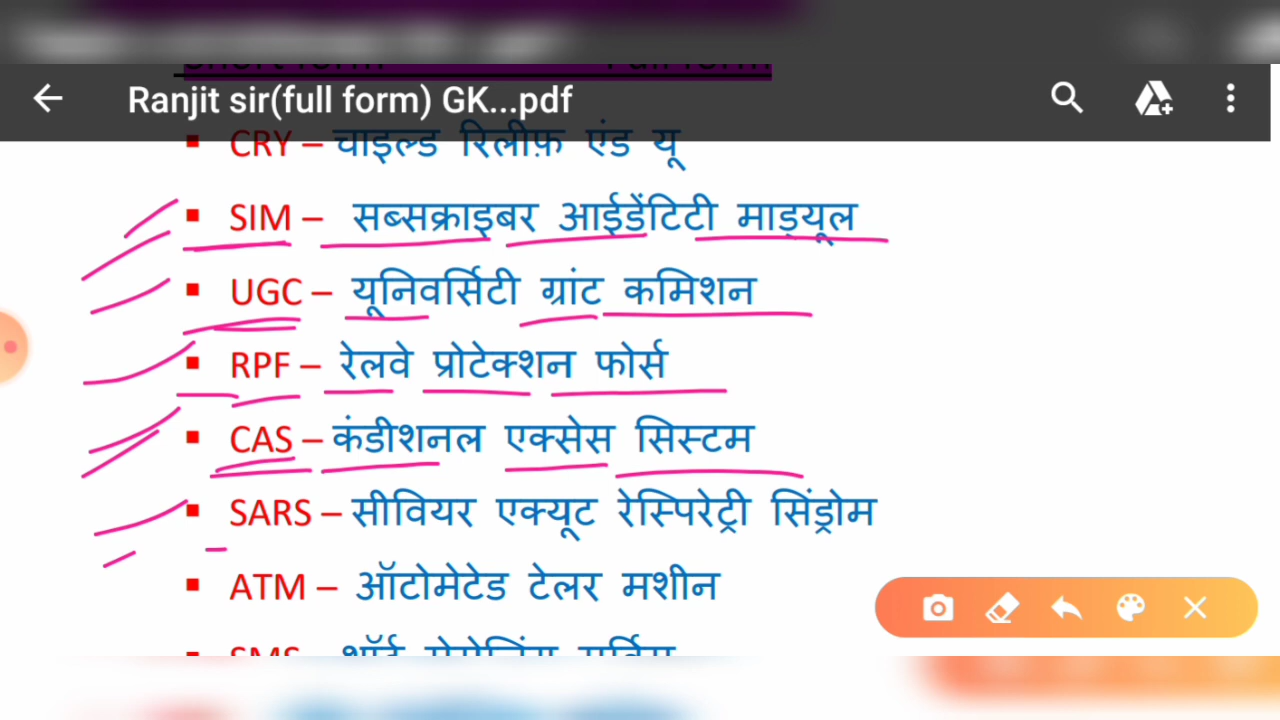 Ranjit sir(full form) GK...pdf
CRY – चाइल्ड रिलीफ़ एंड यू
SIM – सब्सक्राइबर आईडेंटिटी माड्यूल
UGC – यूनिवर्सिटी ग्रांट कमिशन
RPF – रेलवे प्रोटेक्शन फोर्स
CAS – कंडीशनल एक्सेस सिस्टम
SARS – सीवियर एक्यूट रेस्पिरेट्री सिंड्रोम
ATM – ऑटोमेटेड टेलर मशीन